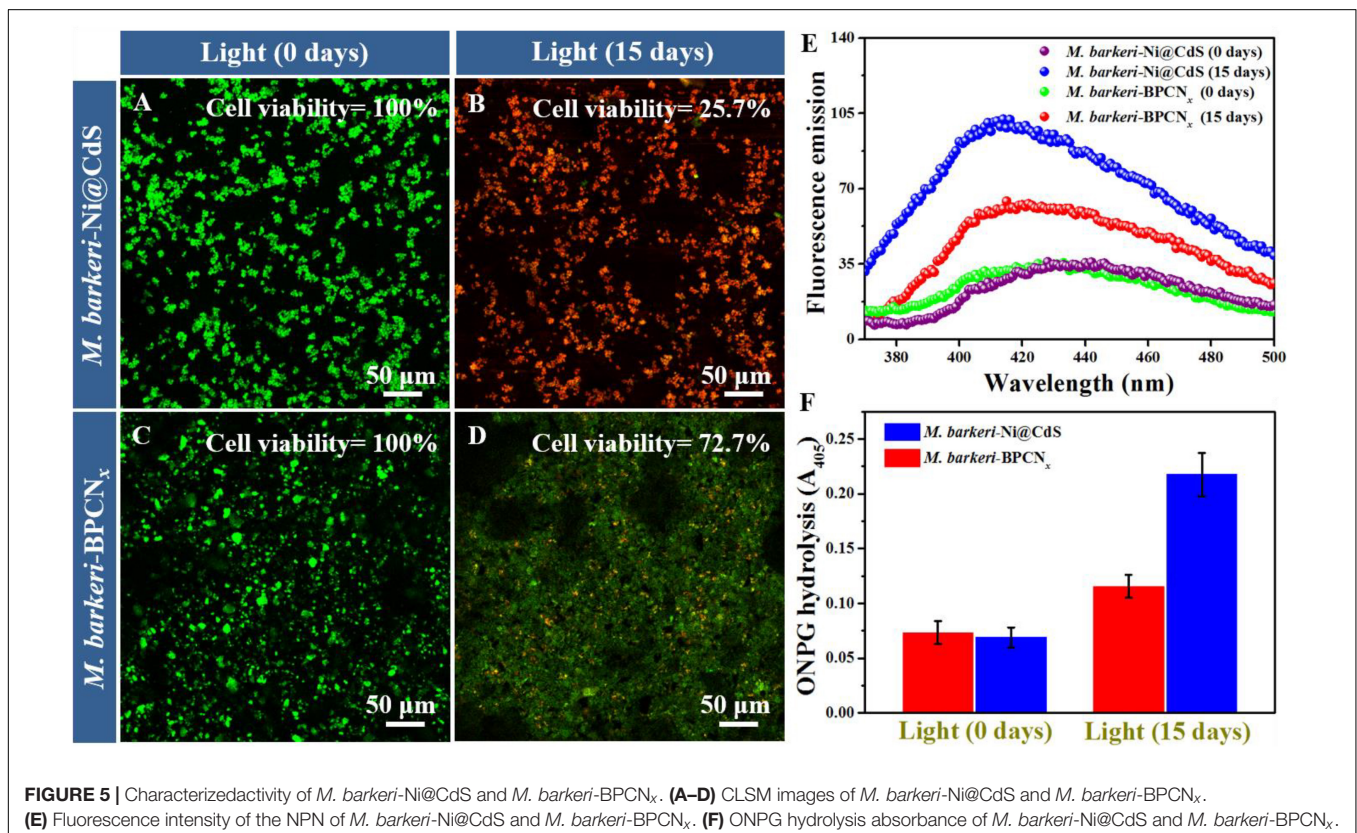 Light (0 days)
Light (15 days)
M. barkeri-Ni@CdS
A
Cell viability= 100%
50 μm
B
Cell viability= 25.7%
50 μm
M. barkeri-BPCNx
C
Cell viability= 100%
50 μm
D
Cell viability= 72.7%
50 μm
E
Fluorescence emission
140
105
70
35
0
M. barkeri-Ni@CdS (0 days)
M. barkeri-Ni@CdS (15 days)
M. barkeri-BPCNx (0 days)
M. barkeri-BPCNx (15 days)
380 400 420 440 460 480 500
Wavelength (nm)
F
ONPG hydrolysis (A405)
0.25
0.20
0.15
0.10
0.05
0.00
M. barkeri-Ni@CdS
M. barkeri-BPCNx
Light (0 days) Light (15 days)
FIGURE 5 | Characterizedactivity of M. barkeri-Ni@CdS and M. barkeri-BPCNx. (A–D) CLSM images of M. barkeri-Ni@CdS and M. barkeri-BPCNx.
(E) Fluorescence intensity of the NPN of M. barkeri-Ni@CdS and M. barkeri-BPCNx. (F) ONPG hydrolysis absorbance of M. barkeri-Ni@CdS and M. barkeri-BPCNx.